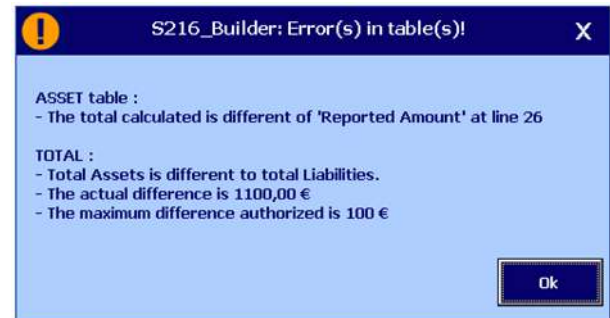 S216_Builder: Error(s) in table(s)!
X
ASSET table :
- The total calculated is different of 'Reported Amount' at line 26
TOTAL :
- Total Assets is different to total Liabilities.
- The actual difference is 1100,00 €
- The maximum difference authorized is 100 €
Ok